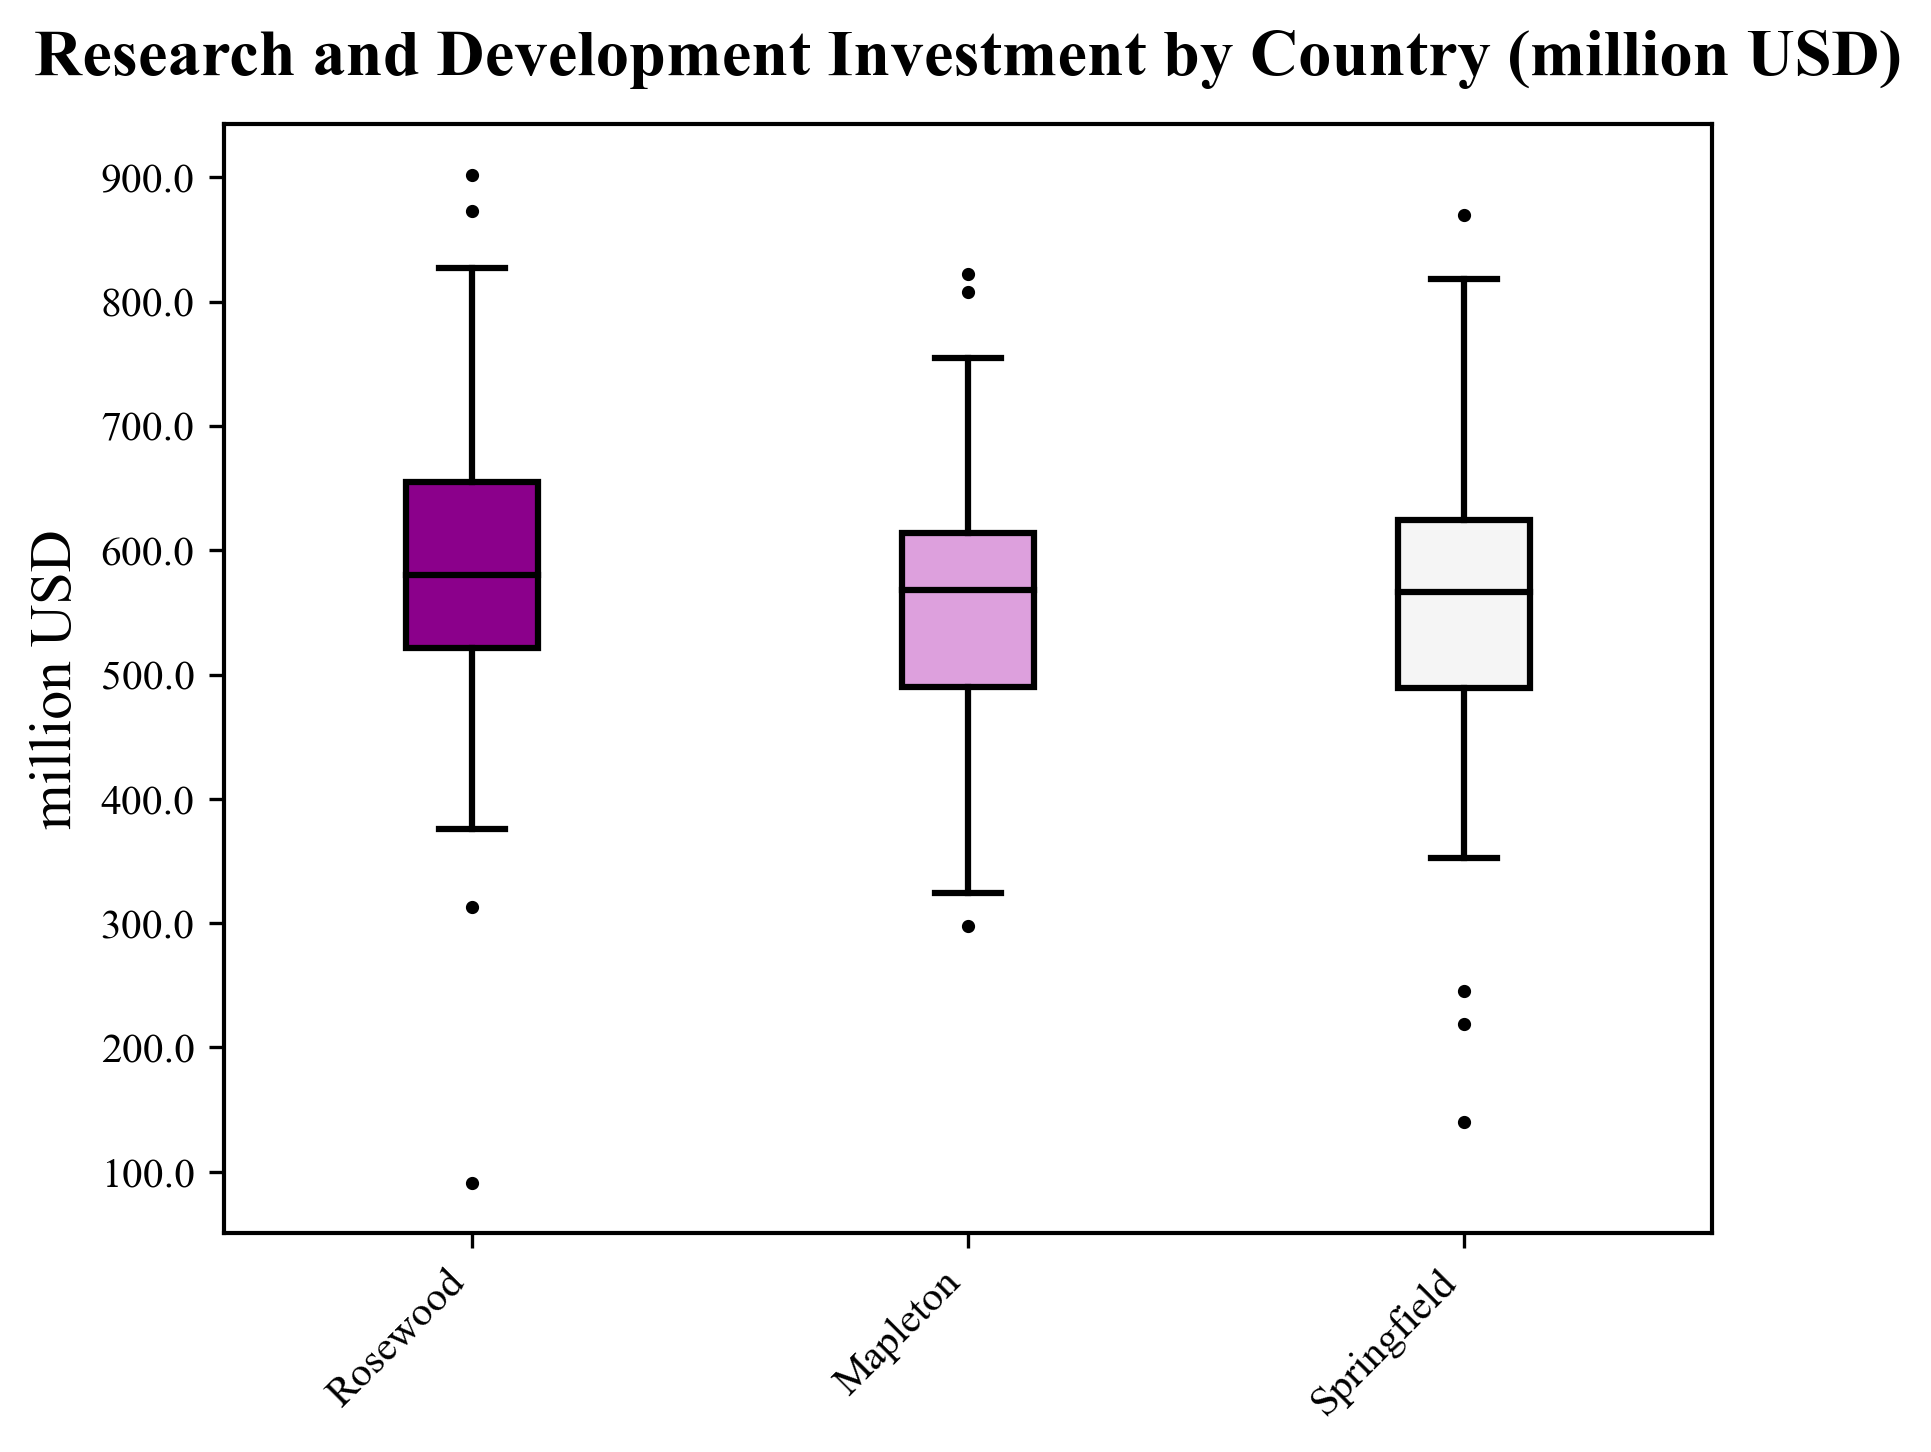 Research and Development Investment by Country (million USD)
million USD
900.0
800.0
700.0
600.0
500.0
400.0
300.0
200.0
100.0
Rosewood
Mapleton
Springfield